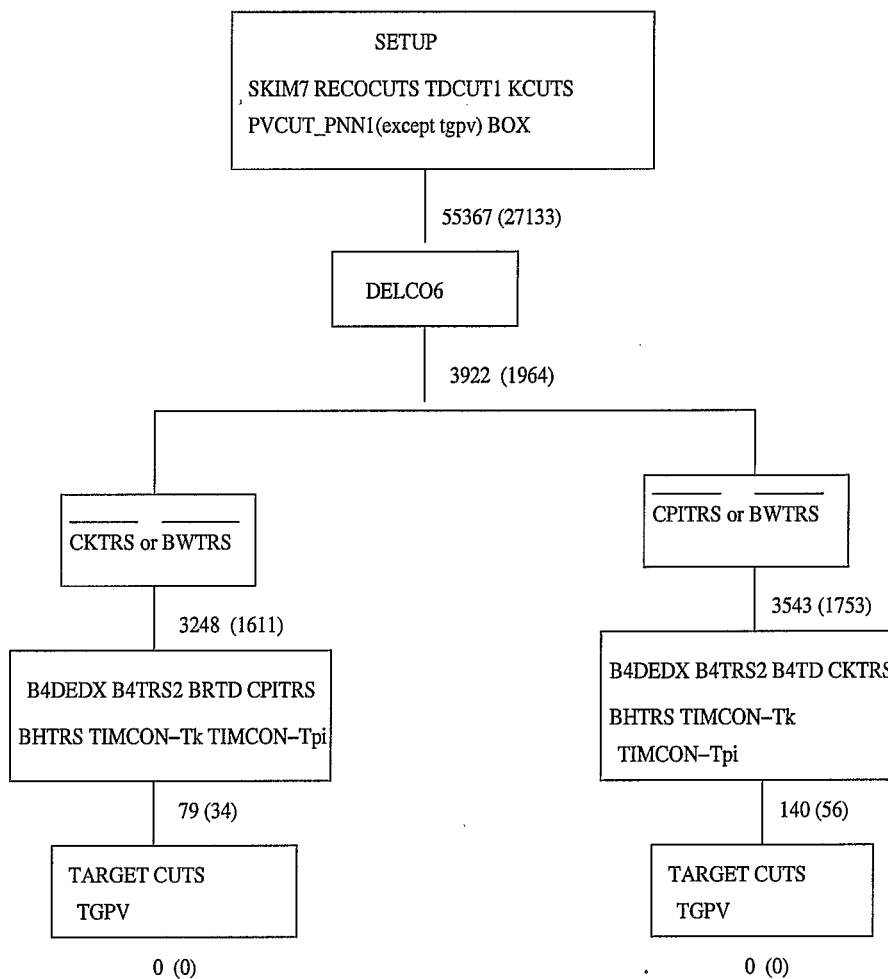 SETUP
SKIM7 RECOCUTS TDCUT1 KCUTS
PVCUT_PNN1(except tgpv) BOX
55367 (27133)
DELCO6
3922 (1964)
CKTRS or BWTRS
3248 (1611)
B4DEDX B4TRS2 BRTD CPITRS
BHTRS TIMCON–Tk TIMCON–Tpi
79 (34)
TARGET CUTS
TGPV
0 (0)
CPITRS or BWTRS
3543 (1753)
B4DEDX B4TRS2 B4TD CKTRS
BHTRS TIMCON–Tk
TIMCON–Tpi
140 (56)
TARGET CUTS
TGPV
0 (0)